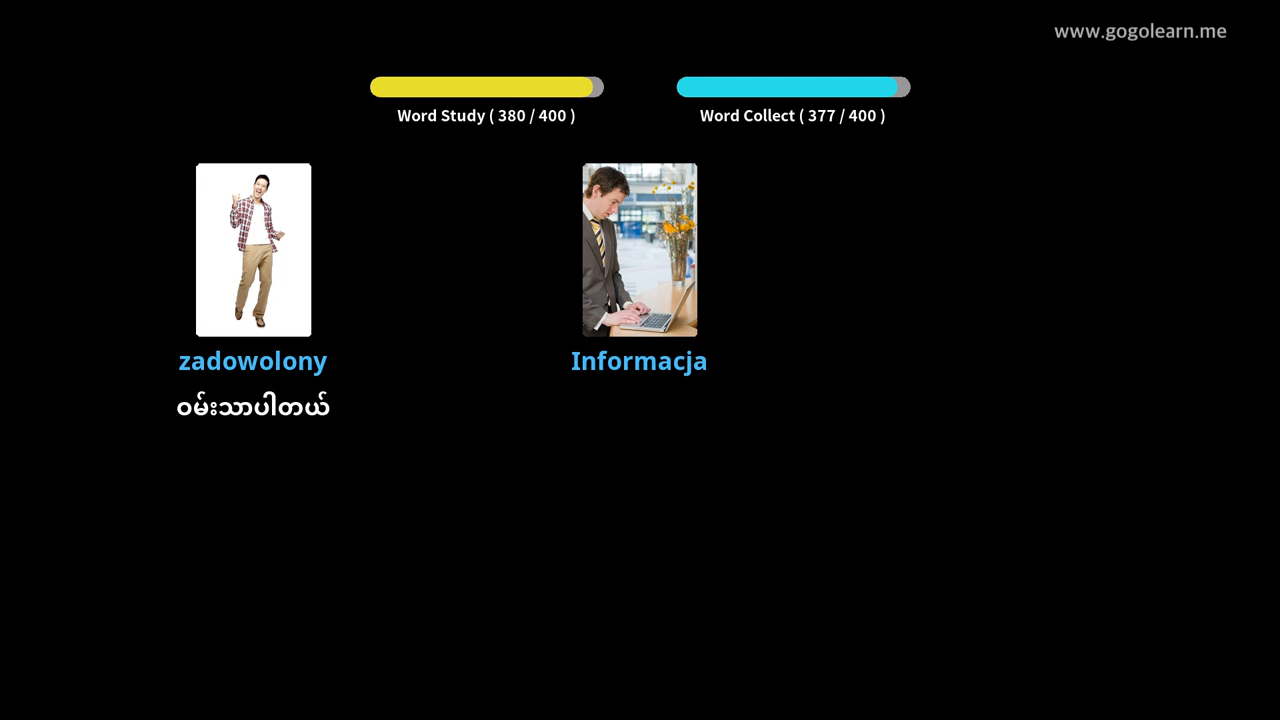 www.gogolearn.me
Word Study ( 380 / 400 )
Word Collect ( 377 / 400 )
zadowolony
Informacja
ဝမ်းသာပါတယ်